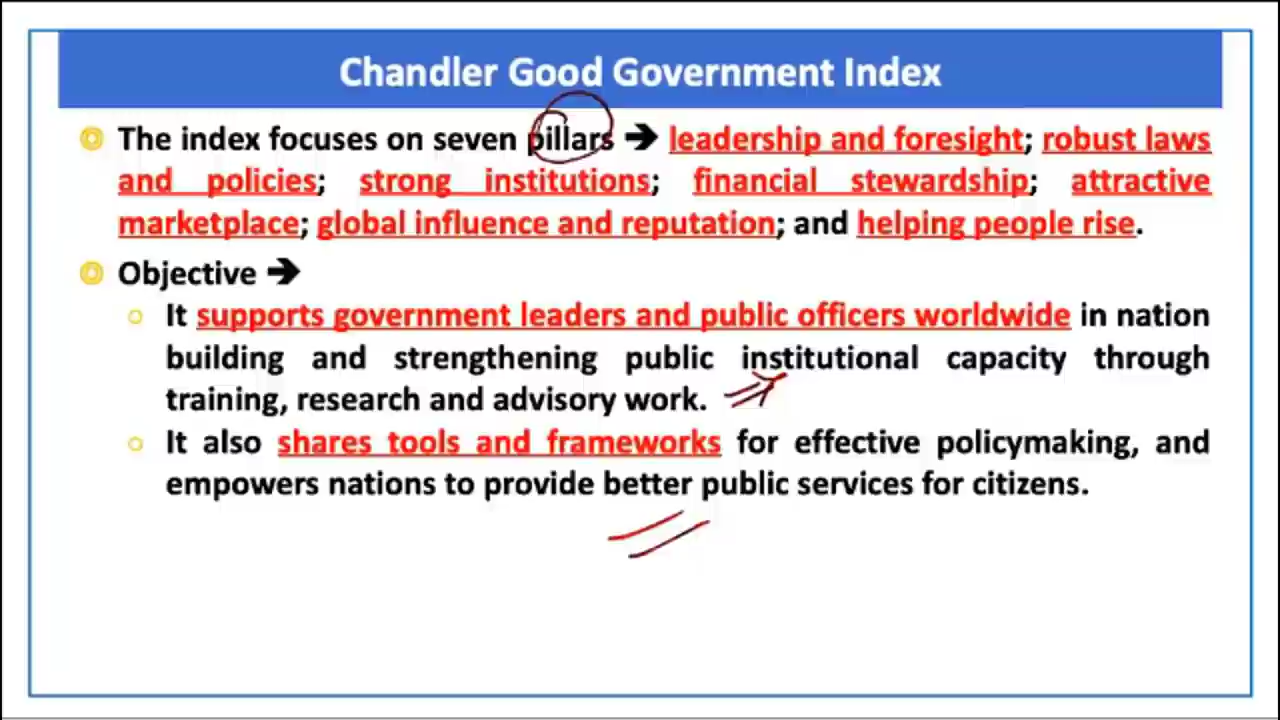 Chandler Good Government Index
The index focuses on seven pillars ➔ leadership and foresight; robust laws
and policies; strong institutions; financial stewardship; attractive
marketplace; global influence and reputation; and helping people rise.
Objective ➔
It supports government leaders and public officers worldwide in nation
building and strengthening public institutional capacity through
training, research and advisory work.
It also shares tools and frameworks for effective policymaking, and
empowers nations to provide better public services for citizens.